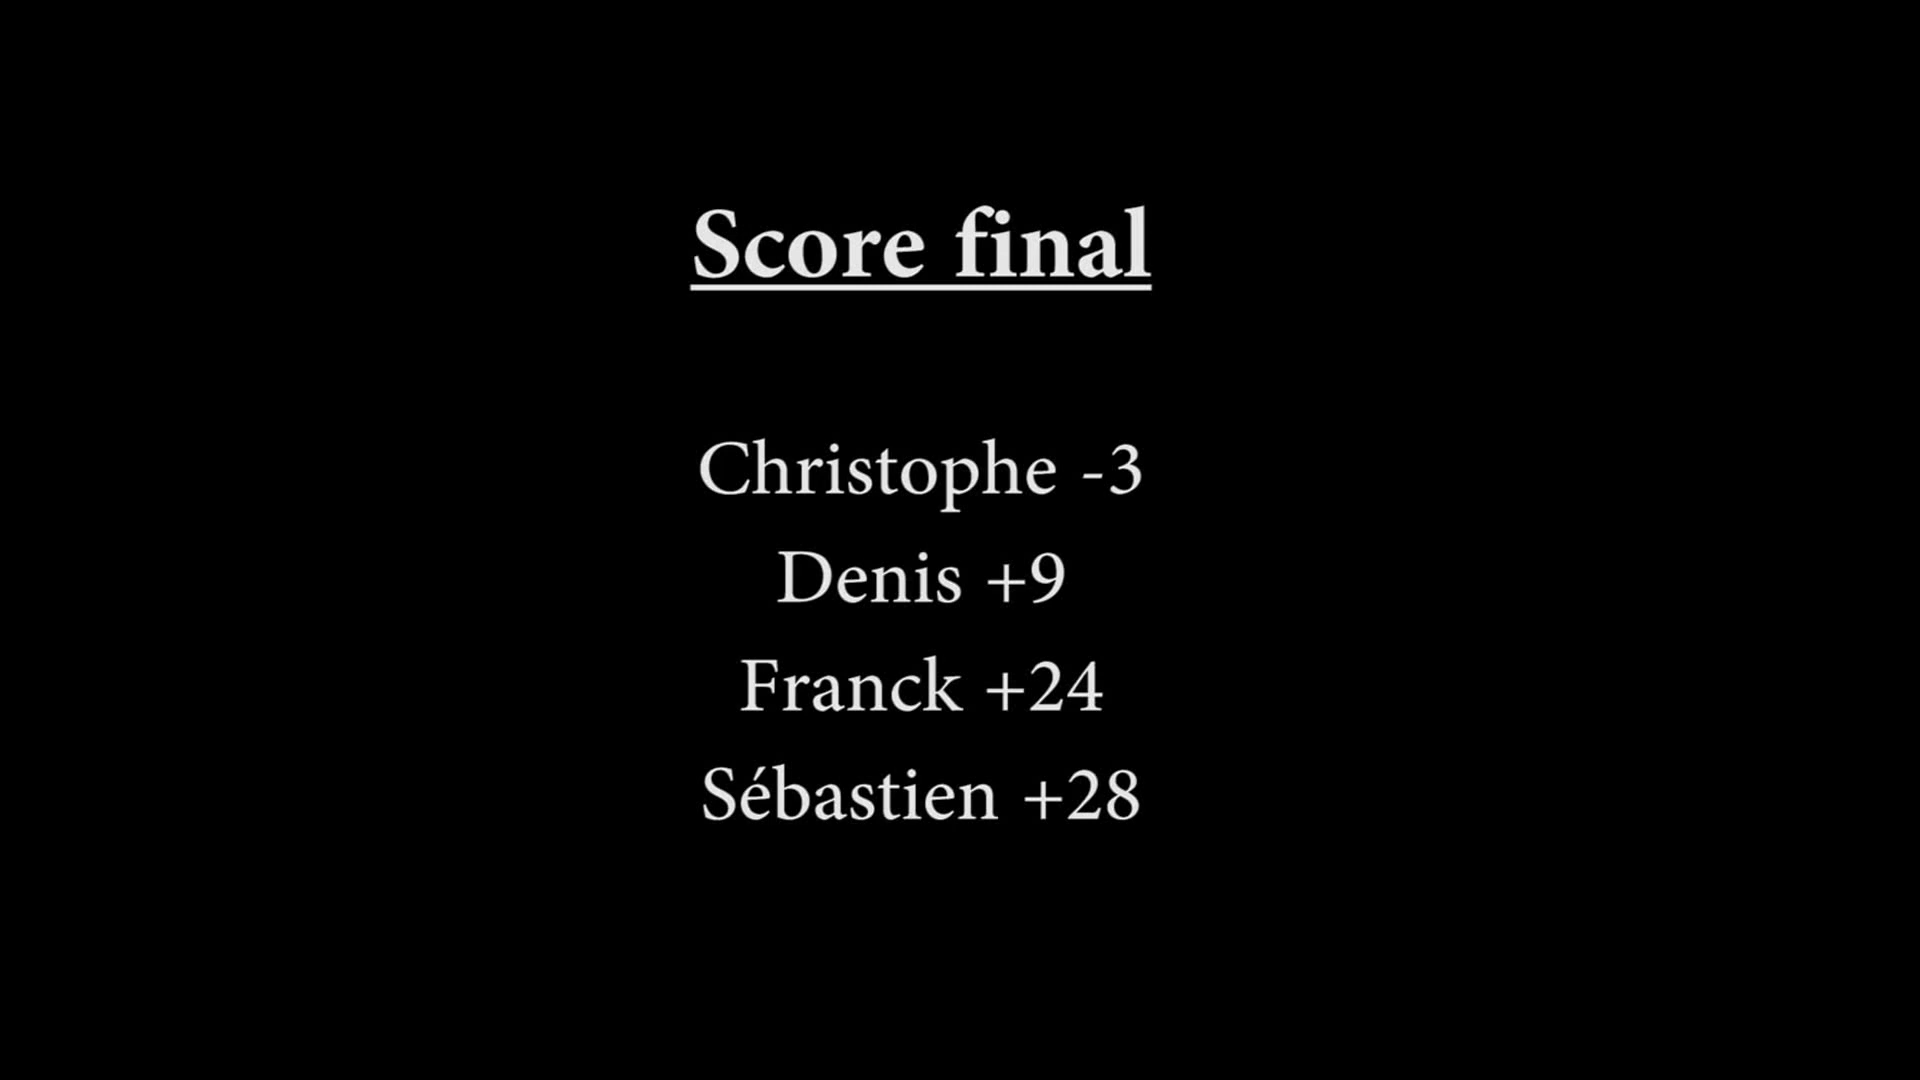 Score final
Christophe -3
Denis +9
Franck +24
Sébastien +28